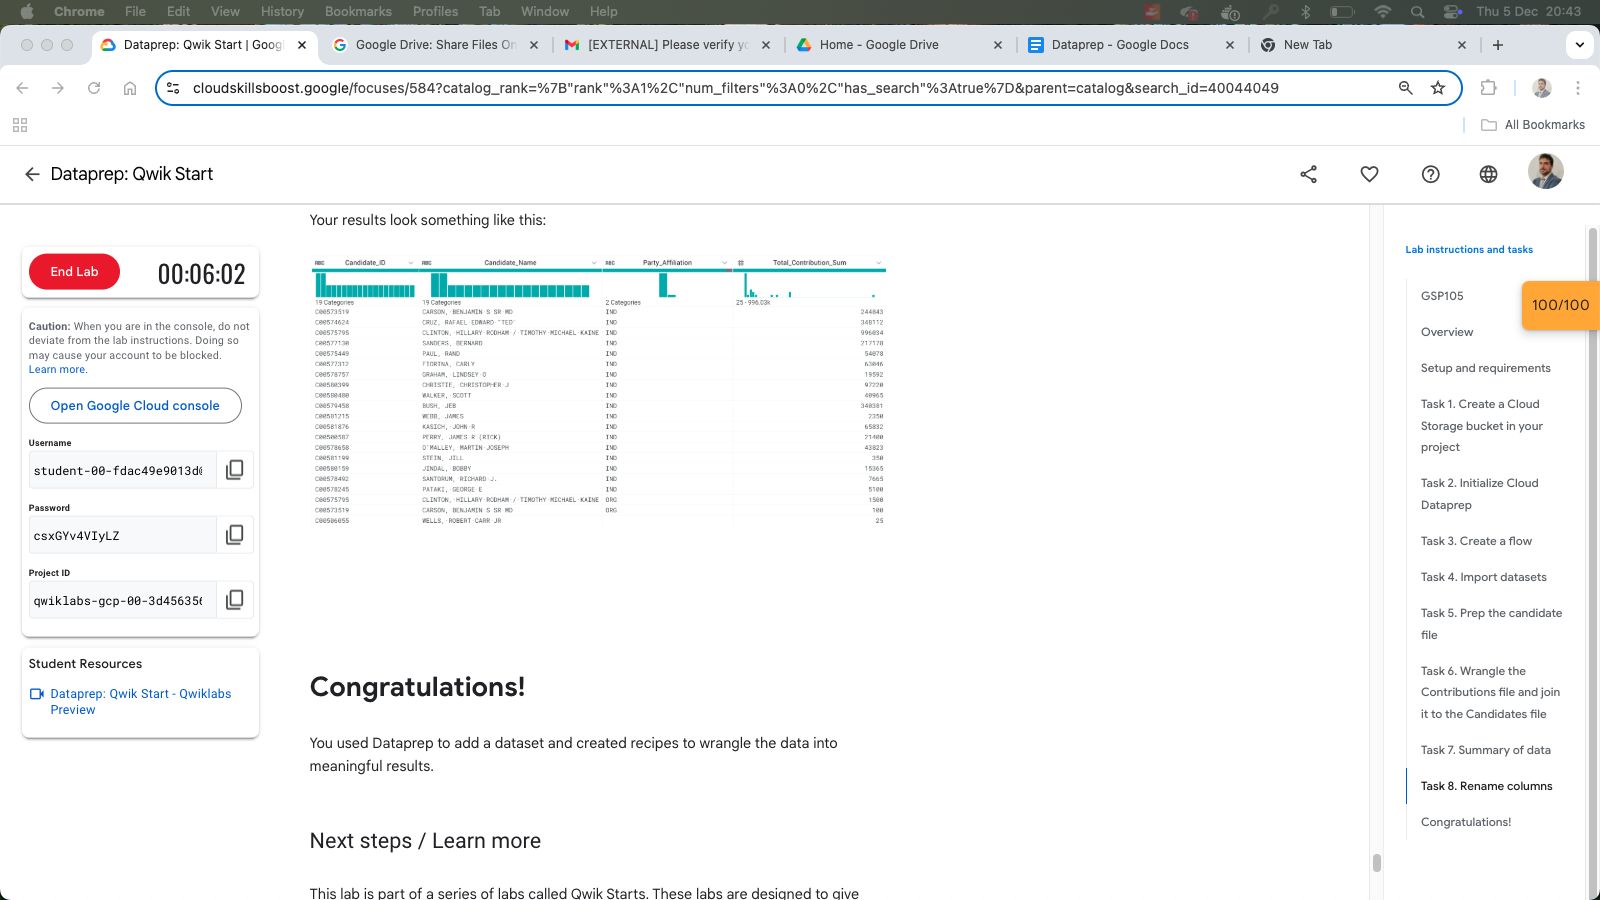 Chrome File Edit View History Bookmarks Profiles Tab Window Help Thu 5 Dec 20:43
Dataprep: Qwik Start | Googl
Google Drive: Share Files On
[EXTERNAL] Please verify yo
Home - Google Drive
Dataprep - Google Docs
New Tab
cloudskillsboost.google/focuses/584?catalog_rank=%7B"rank"%3A1%2C"num_filters"%3A0%2C"has_search"%3Atrue%7D&parent=catalog&search_id=40044049
All Bookmarks
Dataprep: Qwik Start
End Lab
00:06:02
Caution: When you are in the console, do not
deviate from the lab instructions. Doing so
may cause your account to be blocked.
Learn more.
Open Google Cloud console
Username
student-00-fdac49e9013d
Password
csxGYv4VIyLZ
Project ID
qwiklabs-gcp-00-3d45635
Student Resources
Dataprep: Qwik Start - Qwiklabs
Preview
Your results look something like this:
Candidate_ID Candidate_Name Party_Affiliation Total_Contribution_Sum
19 Categories 19 Categories 2 Categories 25 - 996.03k
C00573519 CARSON, BENJAMIN S SR MD IND 244843
C00574624 CRUZ, RAFAEL EDWARD "TED" IND 348112
C00575795 CLINTON, HILLARY RODHAM / TIMOTHY MICHAEL KAINE IND 996034
C00577130 SANDERS, BERNARD IND 217178
C00575449 PAUL, RAND IND 54078
C00577312 FIORINA, CARLY IND 63046
C00578757 GRAHAM, LINDSEY O IND 19592
C00580399 CHRISTIE, CHRISTOPHER J IND 97220
C00580480 WALKER, SCOTT IND 40965
C00579458 BUSH, JEB IND 340381
C00581215 WEBB, JAMES IND 2350
C00581876 KASICH, JOHN R IND 65832
C00500587 PERRY, JAMES R (RICK) IND 21400
C00578658 O'MALLEY, MARTIN JOSEPH IND 43823
C00581199 STEIN, JILL IND 350
C00580159 JINDAL, BOBBY IND 15365
C00578492 SANTORUM, RICHARD J. IND 7665
C00578245 PATAKI, GEORGE E IND 5100
C00575795 CLINTON, HILLARY RODHAM / TIMOTHY MICHAEL KAINE ORG 1500
C00573519 CARSON, BENJAMIN S SR MD ORG 100
C00506055 WELLS, ROBERT CARR JR 25
Congratulations!
You used Dataprep to add a dataset and created recipes to wrangle the data into
meaningful results.
Next steps / Learn more
This lab is part of a series of labs called Qwik Starts. These labs are designed to give
Lab instructions and tasks
GSP105
100/100
Overview
Setup and requirements
Task 1. Create a Cloud
Storage bucket in your
project
Task 2. Initialize Cloud
Dataprep
Task 3. Create a flow
Task 4. Import datasets
Task 5. Prep the candidate
file
Task 6. Wrangle the
Contributions file and join
it to the Candidates file
Task 7. Summary of data
Task 8. Rename columns
Congratulations!